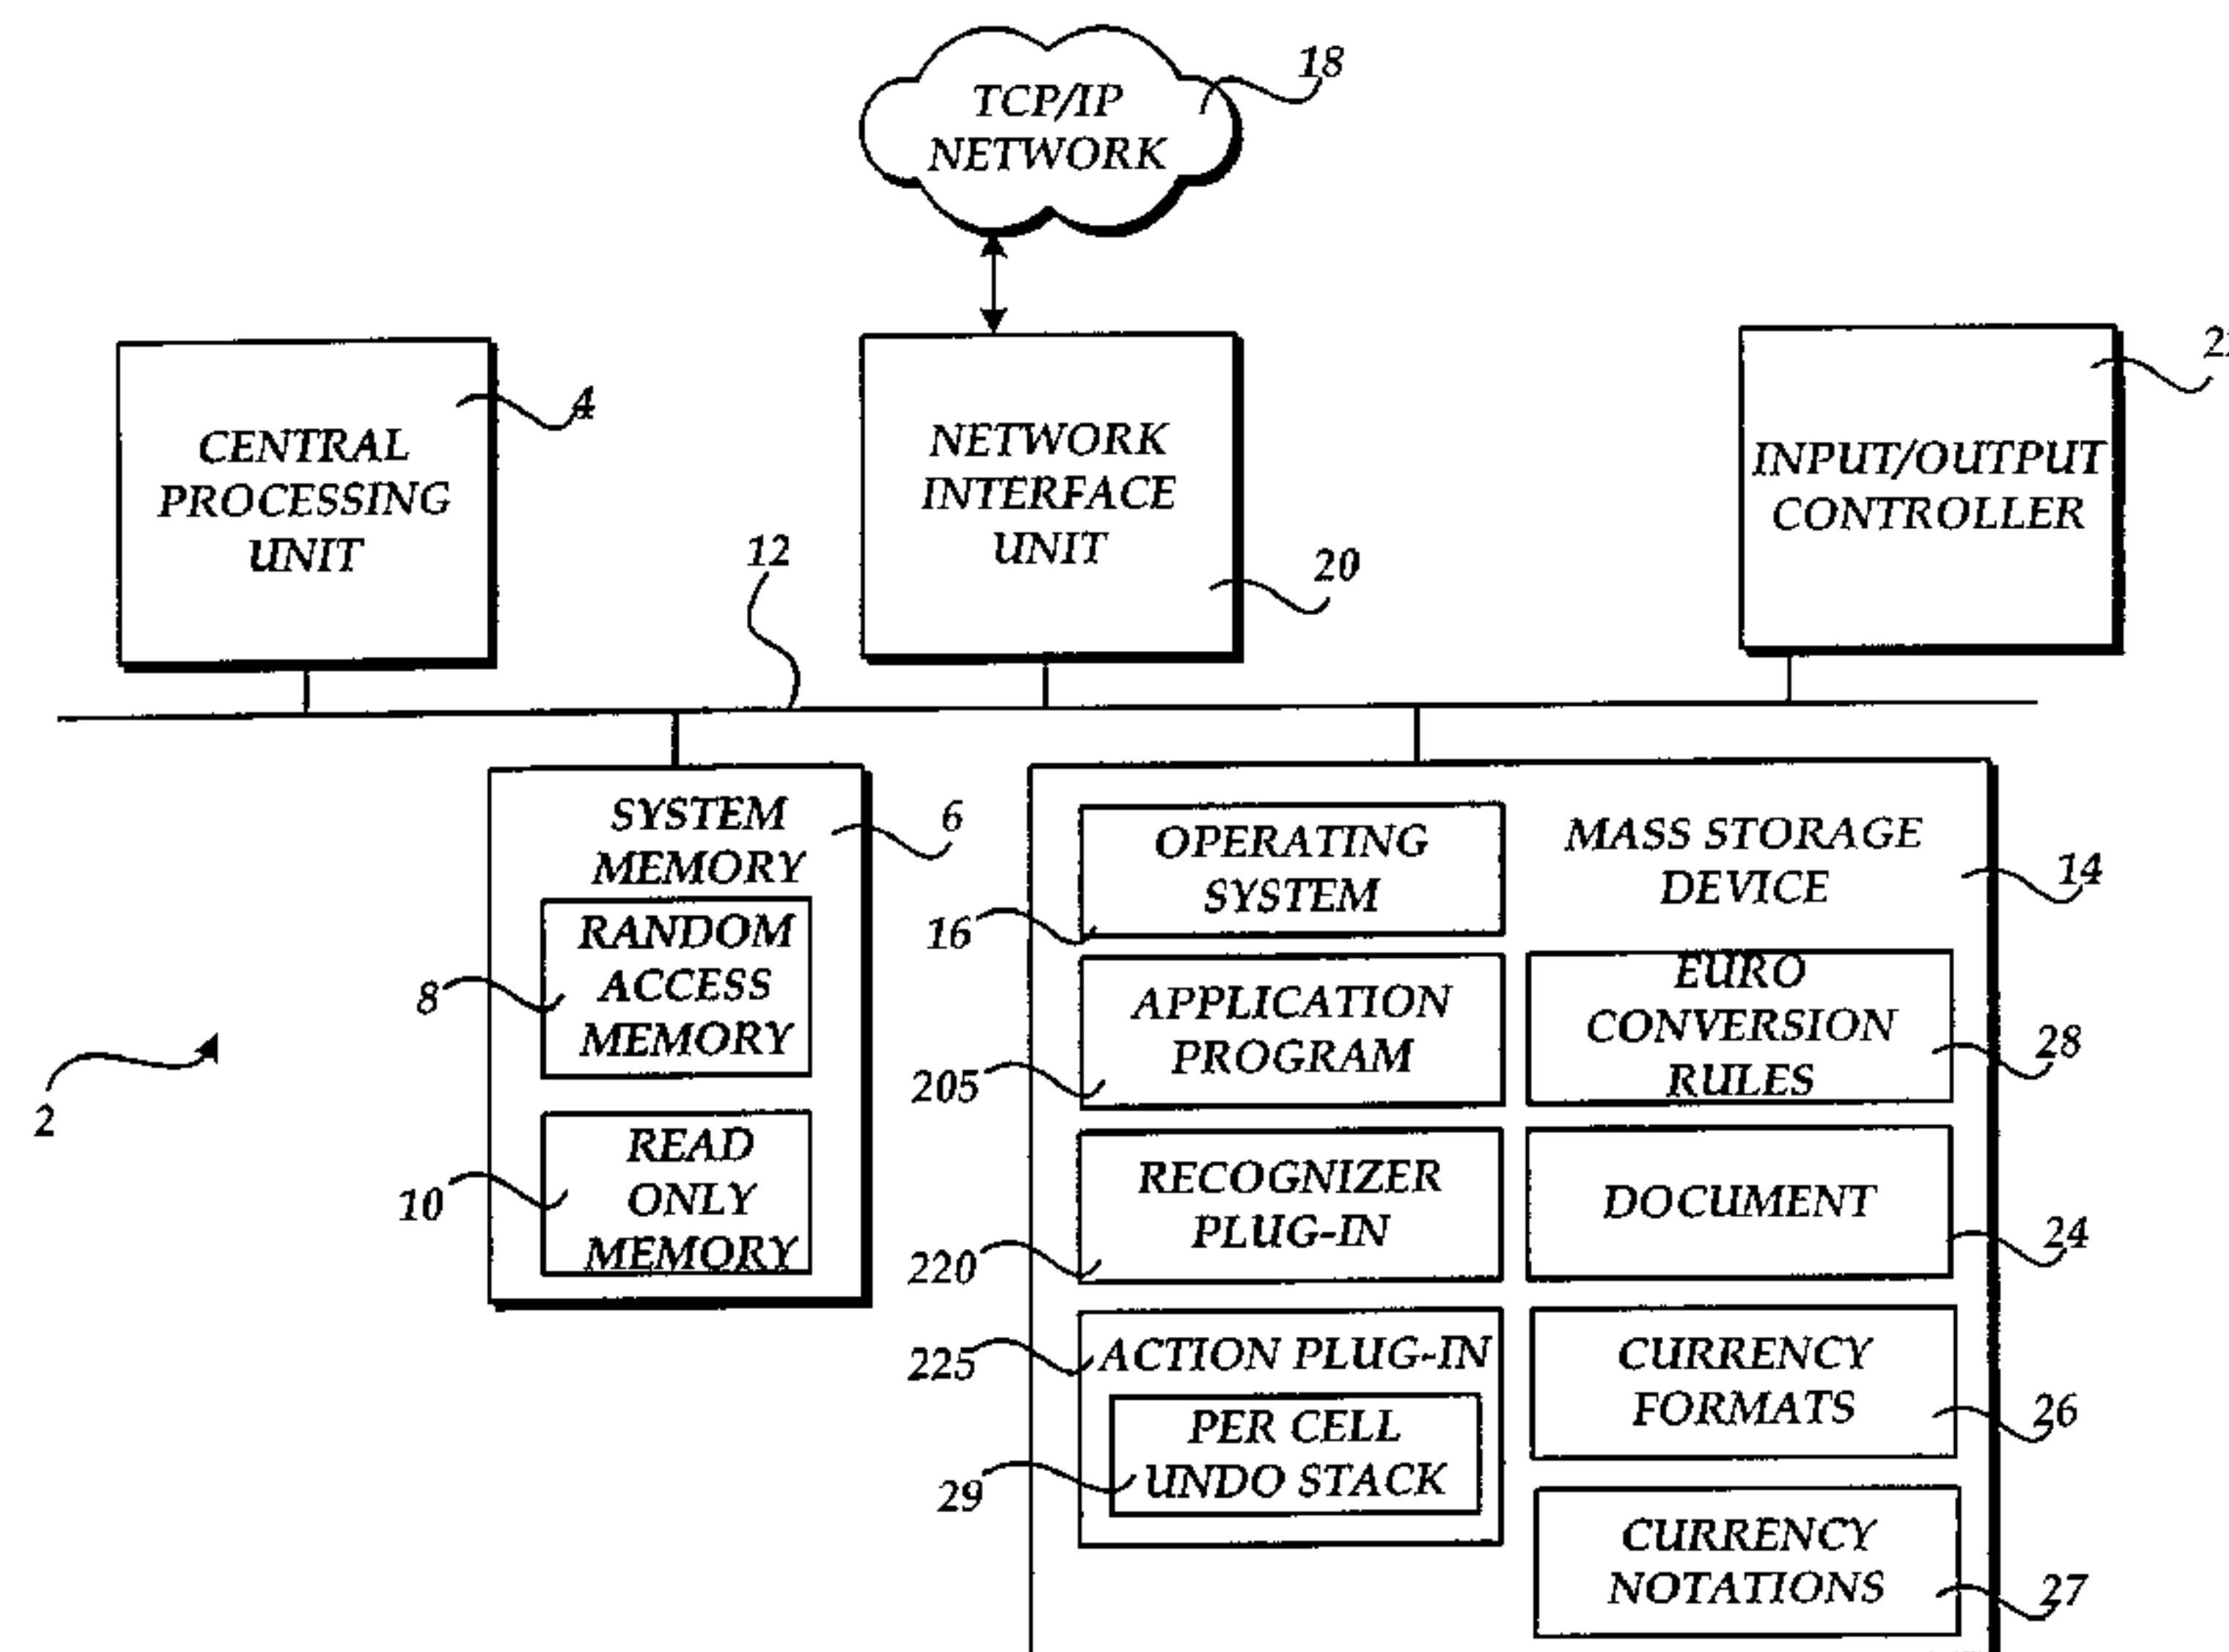 18
TCP/IP
NETWORK
4
CENTRAL
PROCESSING
UNIT
NETWORK
INTERFACE
UNIT
20
INPUT/OUTPUT
CONTROLLER
12
SYSTEM
MEMORY
6
RANDOM
ACCESS
MEMORY
8
READ
ONLY
MEMORY
10
2
MASS STORAGE
DEVICE
14
OPERATING
SYSTEM
16
APPLICATION
PROGRAM
205
EURO
CONVERSION
RULES
28
RECOGNIZER
PLUG-IN
220
DOCUMENT
24
225
ACTION PLUG-IN
PER CELL
UNDO STACK
29
CURRENCY
FORMATS
26
CURRENCY
NOTATIONS
27